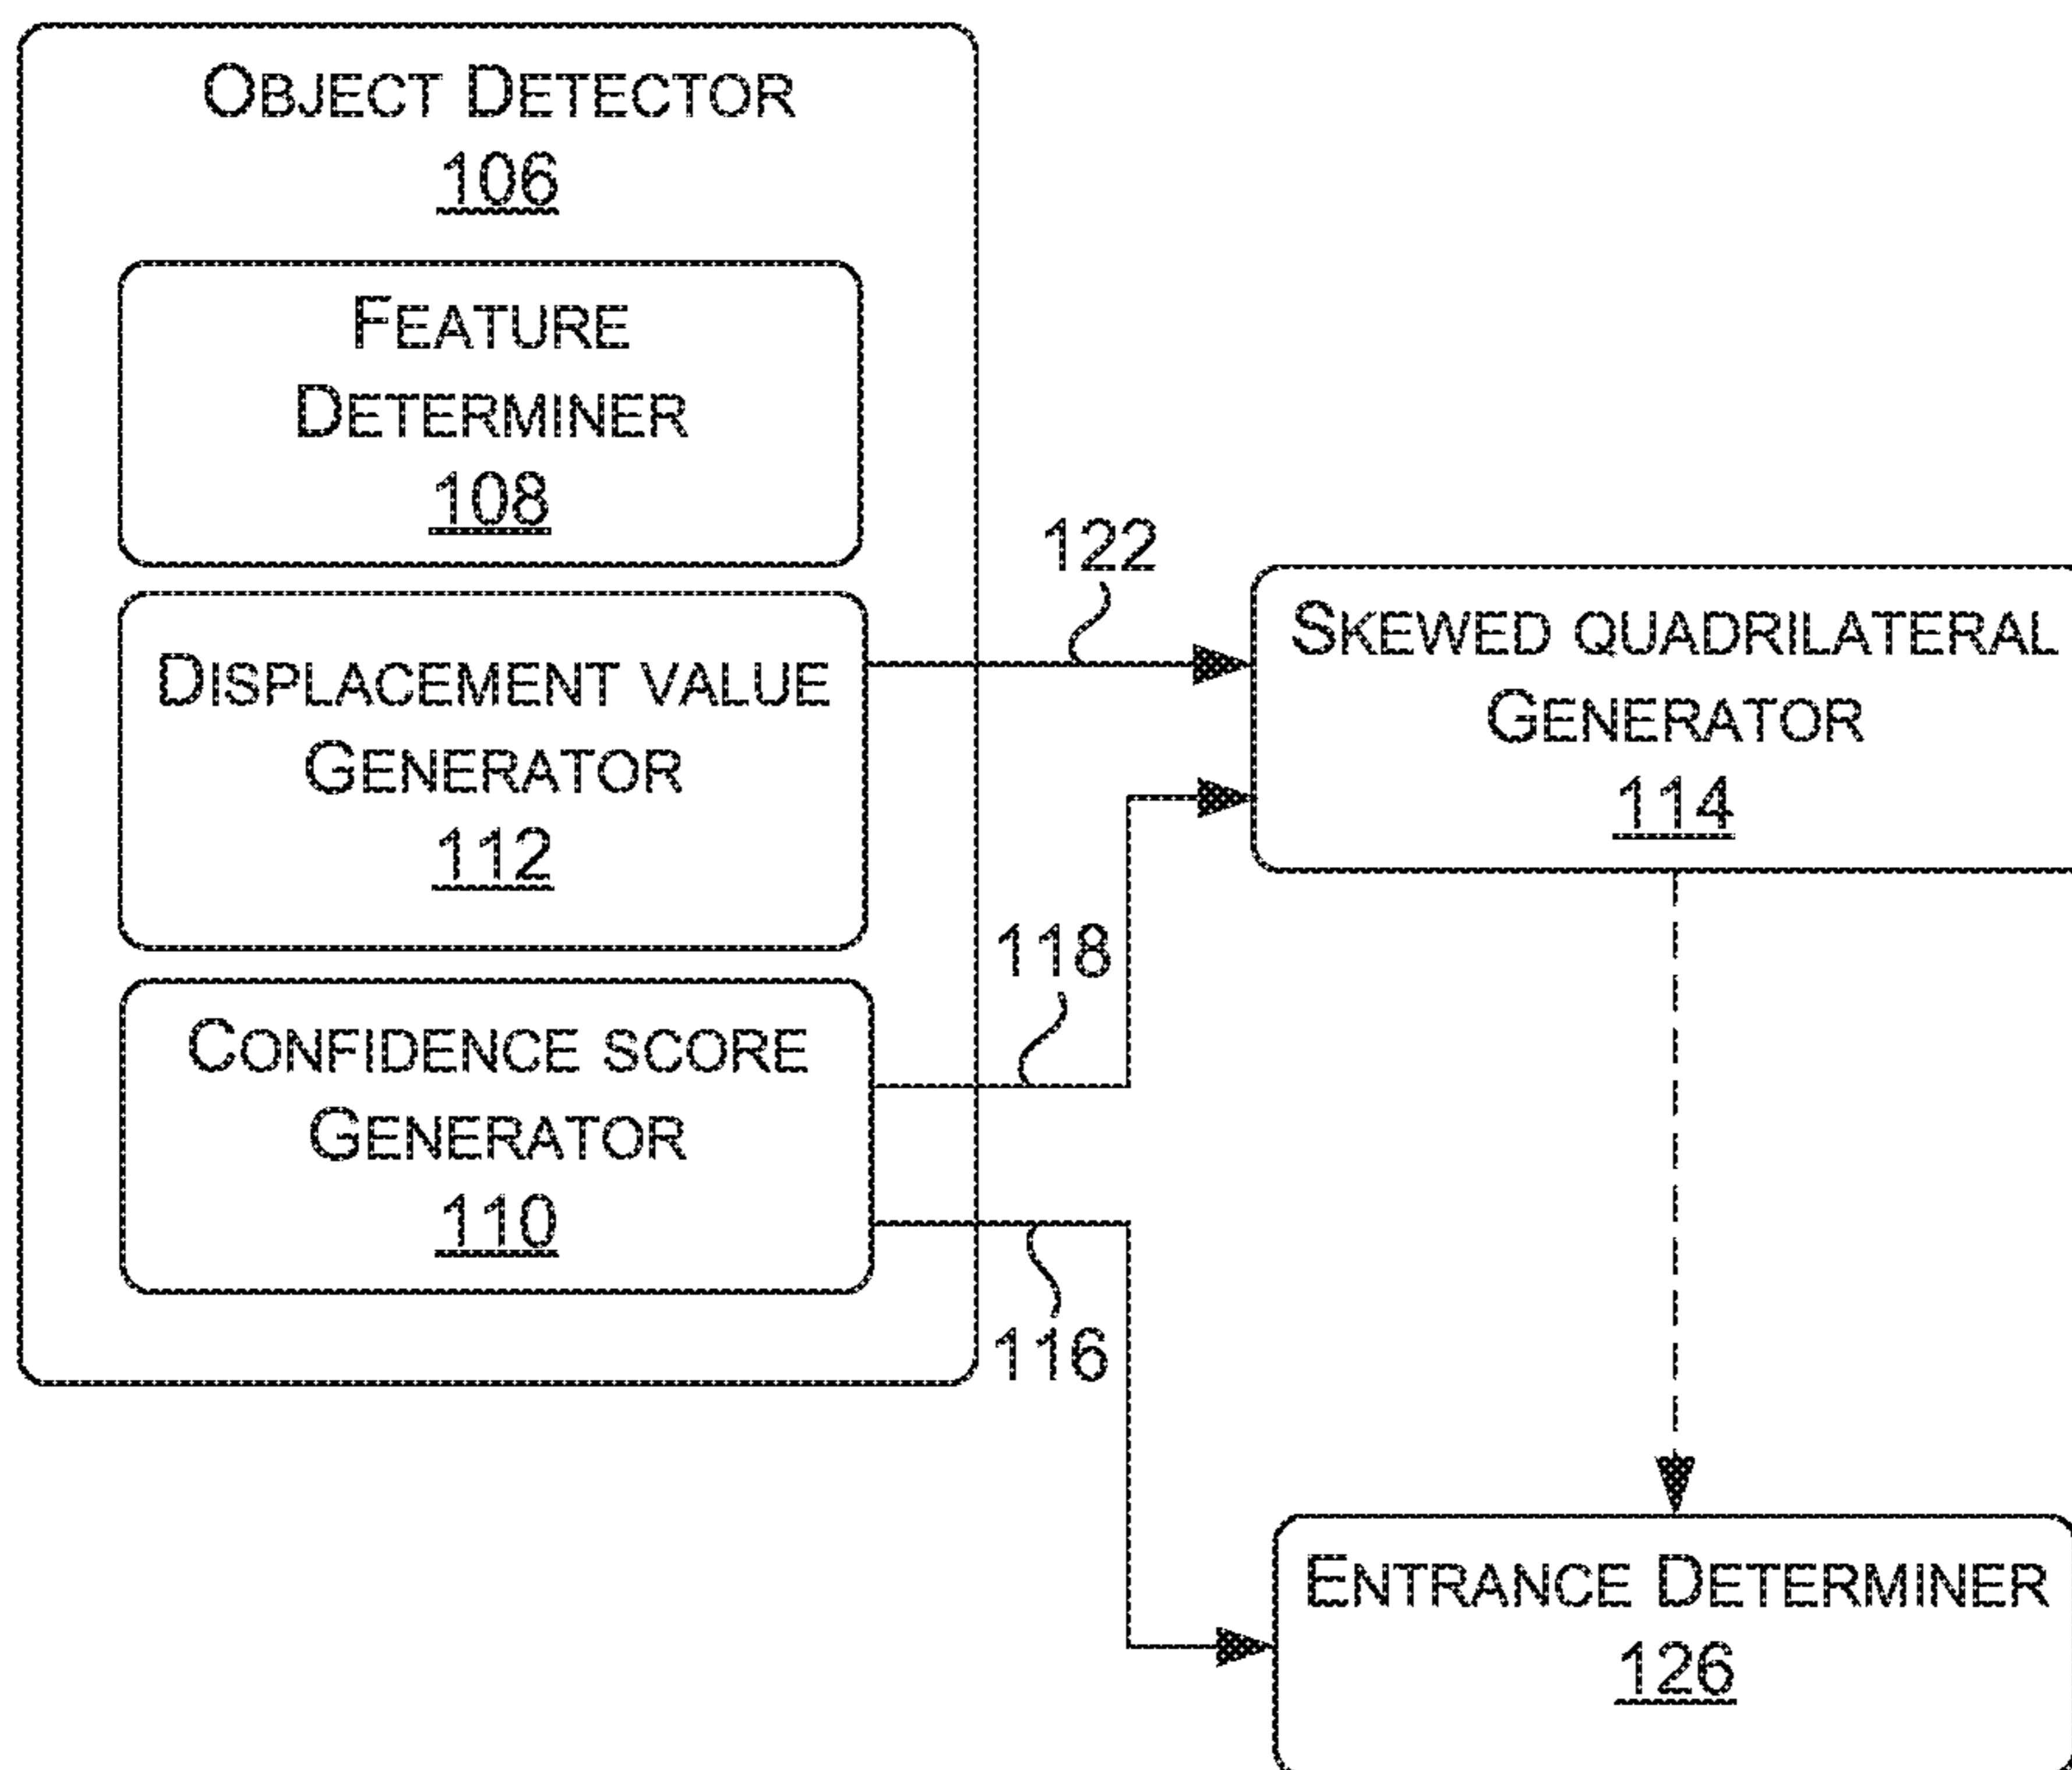 OBJECT DETECTOR
106
FEATURE
DETERMINER
108
DISPLACEMENT VALUE
GENERATOR
112
CONFIDENCE SCORE
GENERATOR
110
122
118
116
SKEWED QUADRILATERAL
GENERATOR
114
ENTRANCE DETERMINER
126